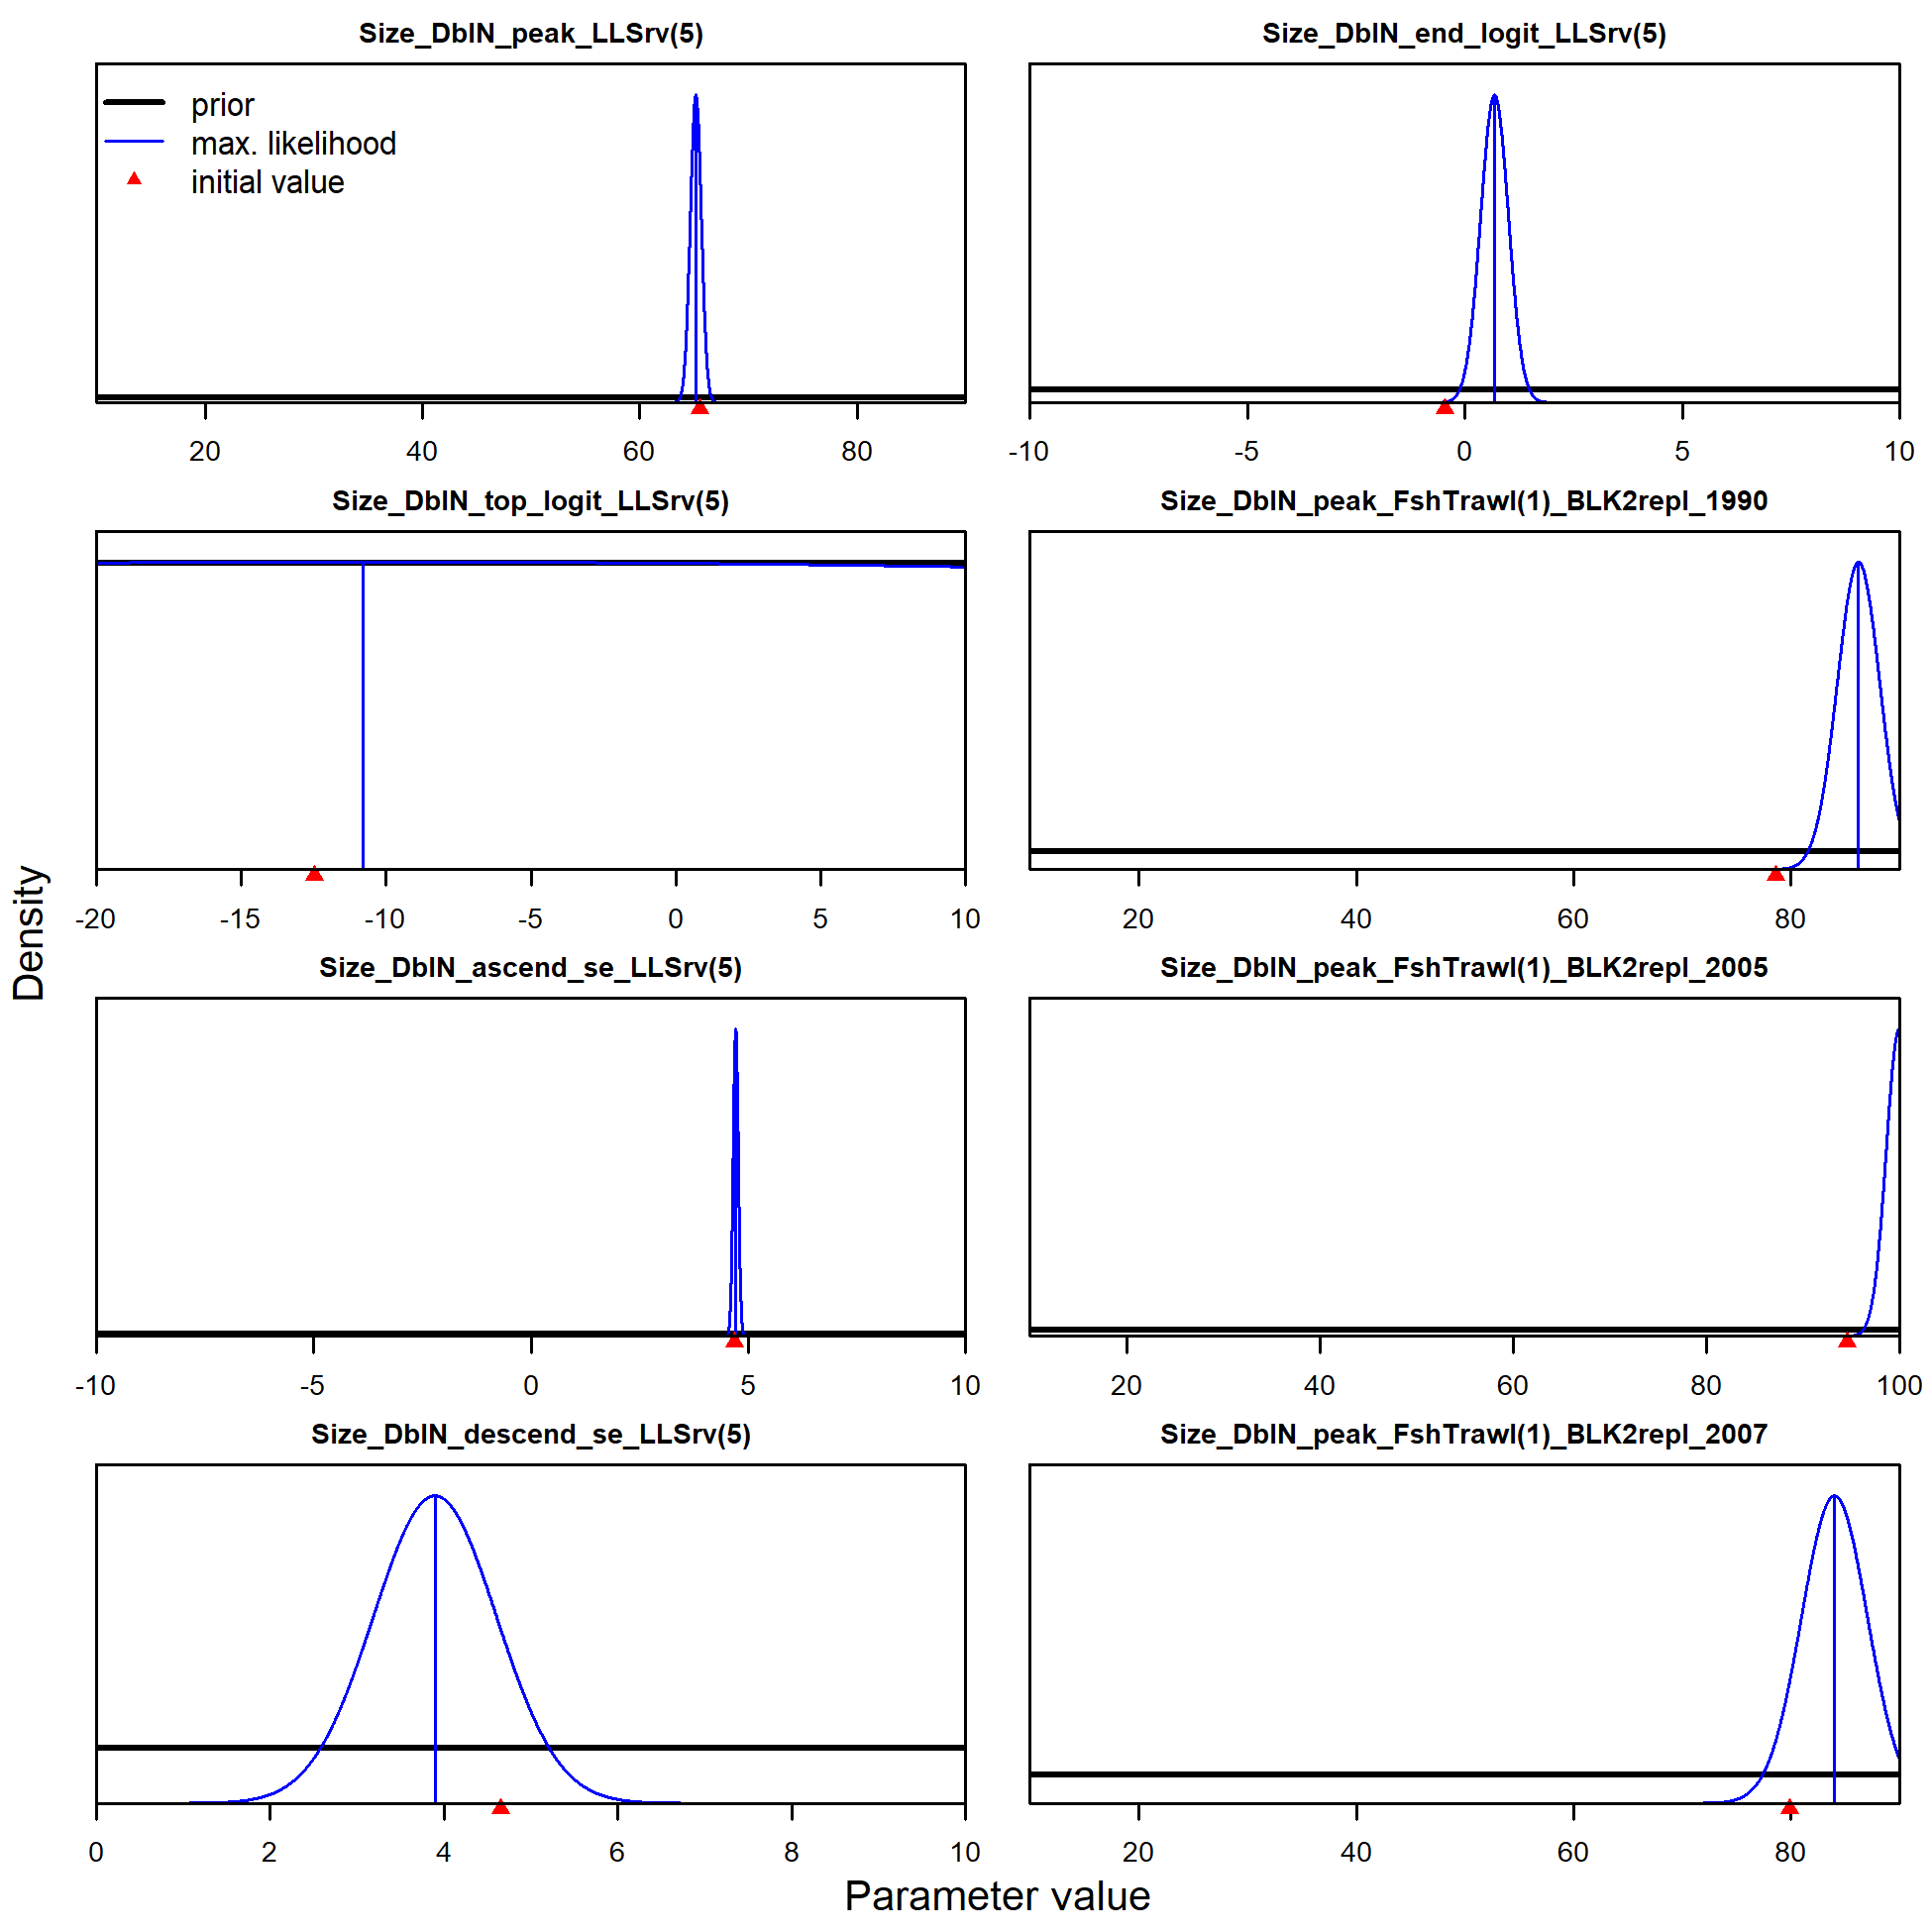 Size_DblN_peak_LLSrv(5)
prior
max. likelihood
initial value
20 40 60 80
Size_DblN_end_logit_LLSrv(5)
-10 -5 0 5 10
Size_DblN_top_logit_LLSrv(5)
-20 -15 -10 -5 0 5 10
Size_DblN_peak_FshTrawl(1)_BLK2repl_1990
20 40 60 80
Size_DblN_ascend_se_LLSrv(5)
-10 -5 0 5 10
Size_DblN_peak_FshTrawl(1)_BLK2repl_2005
20 40 60 80 100
Size_DblN_descend_se_LLSrv(5)
0 2 4 6 8 10
Size_DblN_peak_FshTrawl(1)_BLK2repl_2007
20 40 60 80
Density
Parameter value